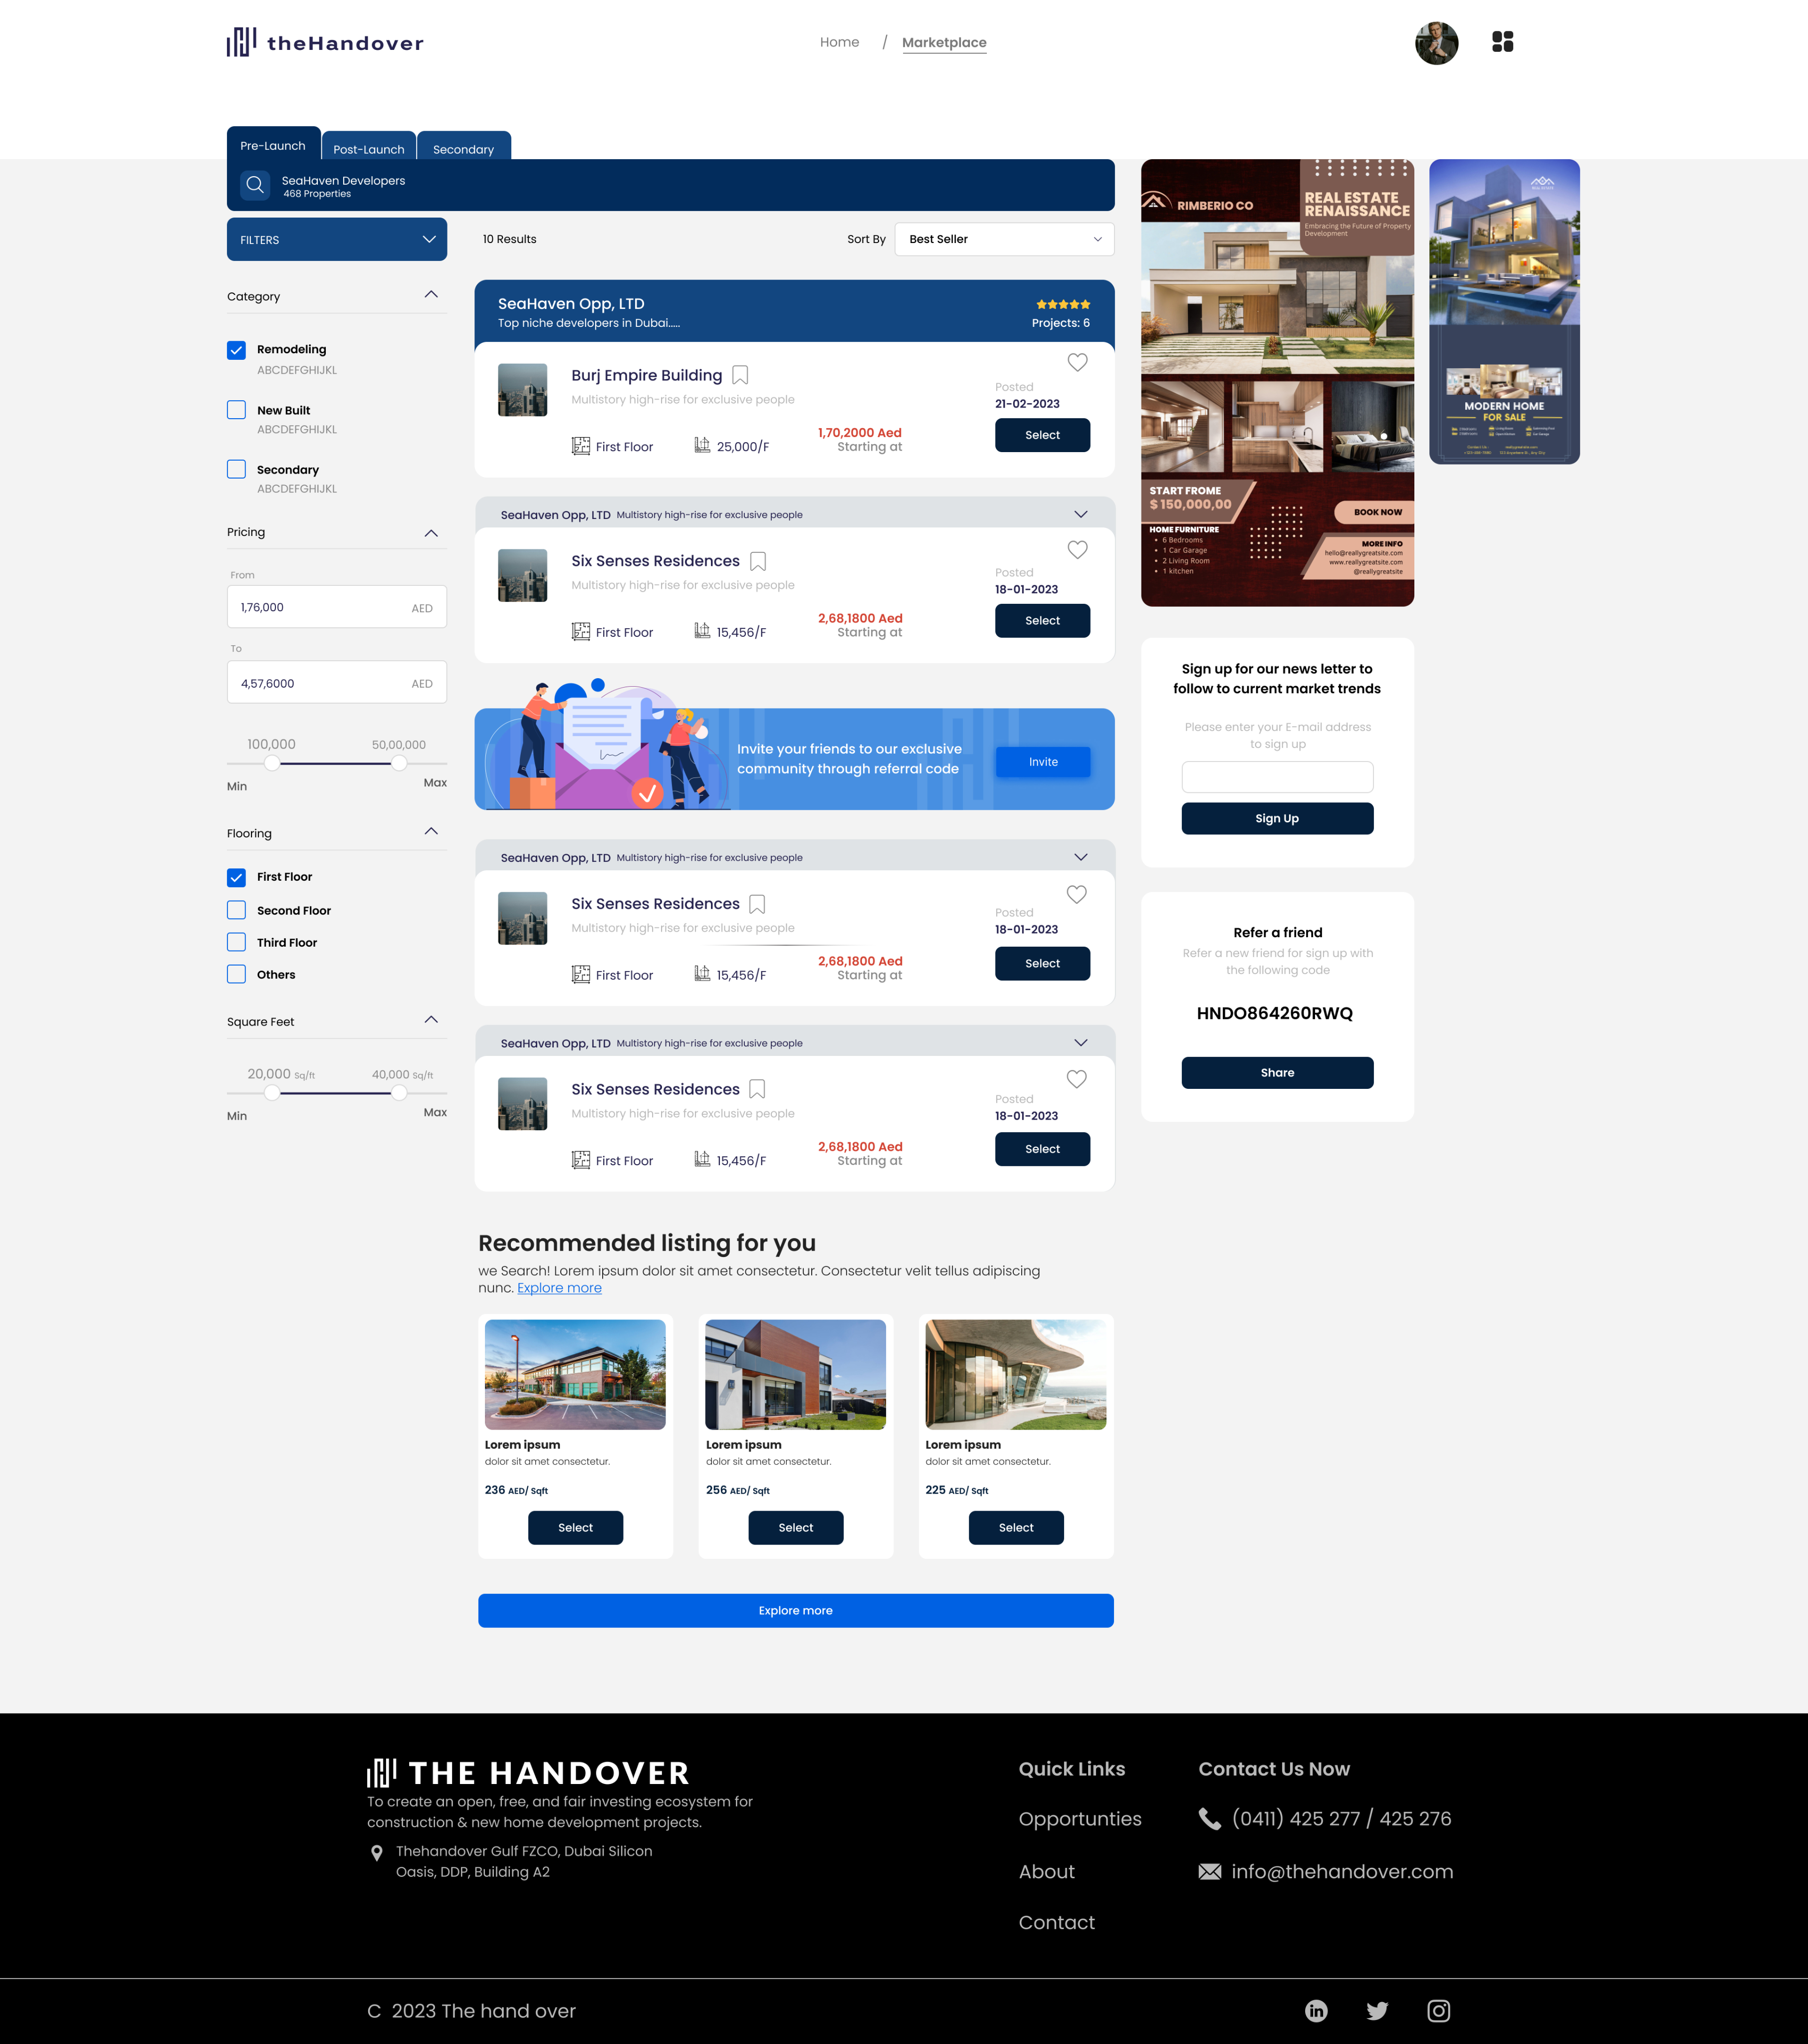 theHandover
Home / Marketplace
Pre-Launch
Post-Launch
Secondary
SeaHaven Developers
468 Properties
FILTERS
10 Results
Sort By
Best Seller
Category
Remodeling
ABCDEFGHIJKL
New Built
ABCDEFGHIJKL
Secondary
ABCDEFGHIJKL
Pricing
From
1,76,000 AED
To
4,57,6000 AED
100,000
50,00,000
Min
Max
Flooring
First Floor
Second Floor
Third Floor
Others
Square Feet
20,000 Sq/ft
40,000 Sq/ft
Min
Max
SeaHaven Opp, LTD
Top niche developers in Dubai.....
Projects: 6
Burj Empire Building
Multistory high-rise for exclusive people
First Floor
25,000/F
1,70,2000 Aed
Starting at
Posted
21-02-2023
Select
SeaHaven Opp, LTD Multistory high-rise for exclusive people
Six Senses Residences
Multistory high-rise for exclusive people
First Floor
15,456/F
2,68,1800 Aed
Starting at
Posted
18-01-2023
Select
Invite your friends to our exclusive
community through referral code
Invite
SeaHaven Opp, LTD Multistory high-rise for exclusive people
Six Senses Residences
Multistory high-rise for exclusive people
First Floor
15,456/F
2,68,1800 Aed
Starting at
Posted
18-01-2023
Select
SeaHaven Opp, LTD Multistory high-rise for exclusive people
Six Senses Residences
Multistory high-rise for exclusive people
First Floor
15,456/F
2,68,1800 Aed
Starting at
Posted
18-01-2023
Select
RIMBERIO CO
REAL ESTATE
RENAISSANCE
Embracing the Future of Property
Development
START FROME
$150,000,00
HOME FURNITURE
6 Bedrooms
1 Car Garage
2 Living Room
1 kitchen
BOOK NOW
MORE INFO
hello@reallygreatsite.com
www.reallygreatsite.com
@reallygreatsite
MODERN HOME
FOR SALE
Sign up for our news letter to
follow to current market trends
Please enter your E-mail address
to sign up
Sign Up
Refer a friend
Refer a new friend for sign up with
the following code
HNDO864260RWQ
Share
Recommended listing for you
we Search! Lorem ipsum dolor sit amet consectetur. Consectetur velit tellus adipiscing
nunc. Explore more
Lorem ipsum
dolor sit amet consectetur.
236 AED/ Sqft
Select
Lorem ipsum
dolor sit amet consectetur.
256 AED/ Sqft
Select
Lorem ipsum
dolor sit amet consectetur.
225 AED/ Sqft
Select
Explore more
THE HANDOVER
To create an open, free, and fair investing ecosystem for
construction & new home development projects.
Thehandover Gulf FZCO, Dubai Silicon
Oasis, DDP, Building A2
Quick Links
Opportunties
About
Contact
Contact Us Now
(0411) 425 277 / 425 276
info@thehandover.com
C 2023 The hand over
in